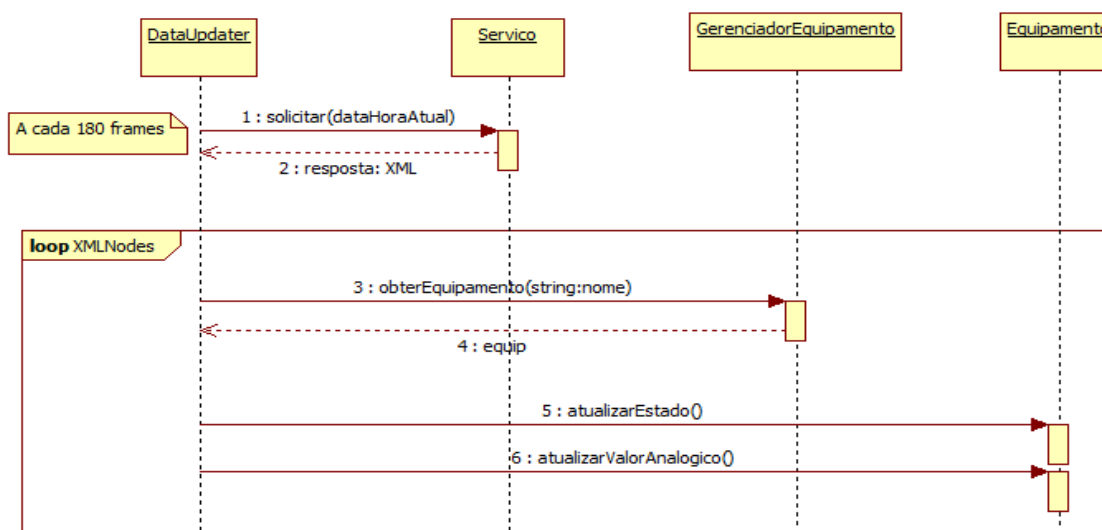 DataUpdater
Servico
GerenciadorEquipamento
Equipamento
A cada 180 frames
1 : solicitar(dataHoraAtual)
2 : resposta: XML
loop XMLNodes
3 : obterEquipamento(string:nome)
4 : equip
5 : atualizarEstado()
6 : atualizarValorAnalogico()